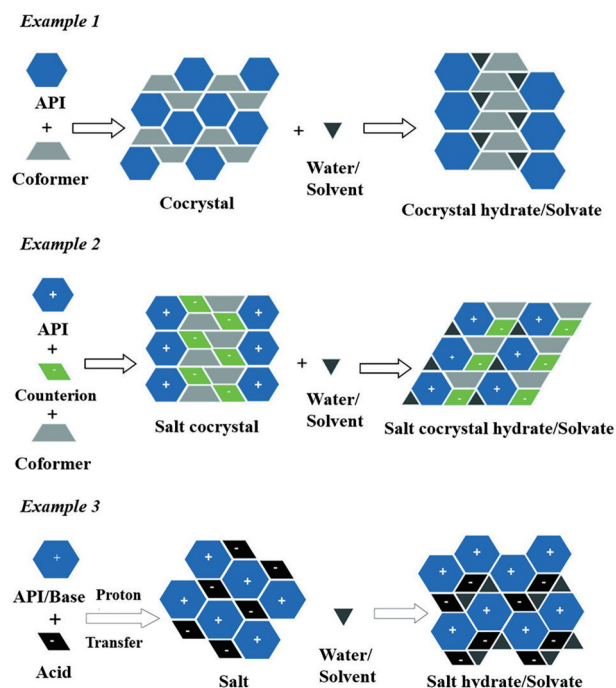 Example 1
API
+
Coformer
Cocrystal
+
Water/
Solvent
Cocrystal hydrate/Solvate
Example 2
+
API
+
-
Counterion
+
Coformer
+ - +
+ - +
+ - +
- 
-
-
Salt cocrystal
+
Water/
Solvent
+ - + -
+ - + -
+ - + -
Salt cocrystal hydrate/Solvate
Example 3
+
API/Base
+
-
Acid
Proton
Transfer
-
+ -
+ - +
- + - +
- +
-
Salt
Water/
Solvent
+ +
- -
+ + +
- -
+ +
- -
Salt hydrate/Solvate